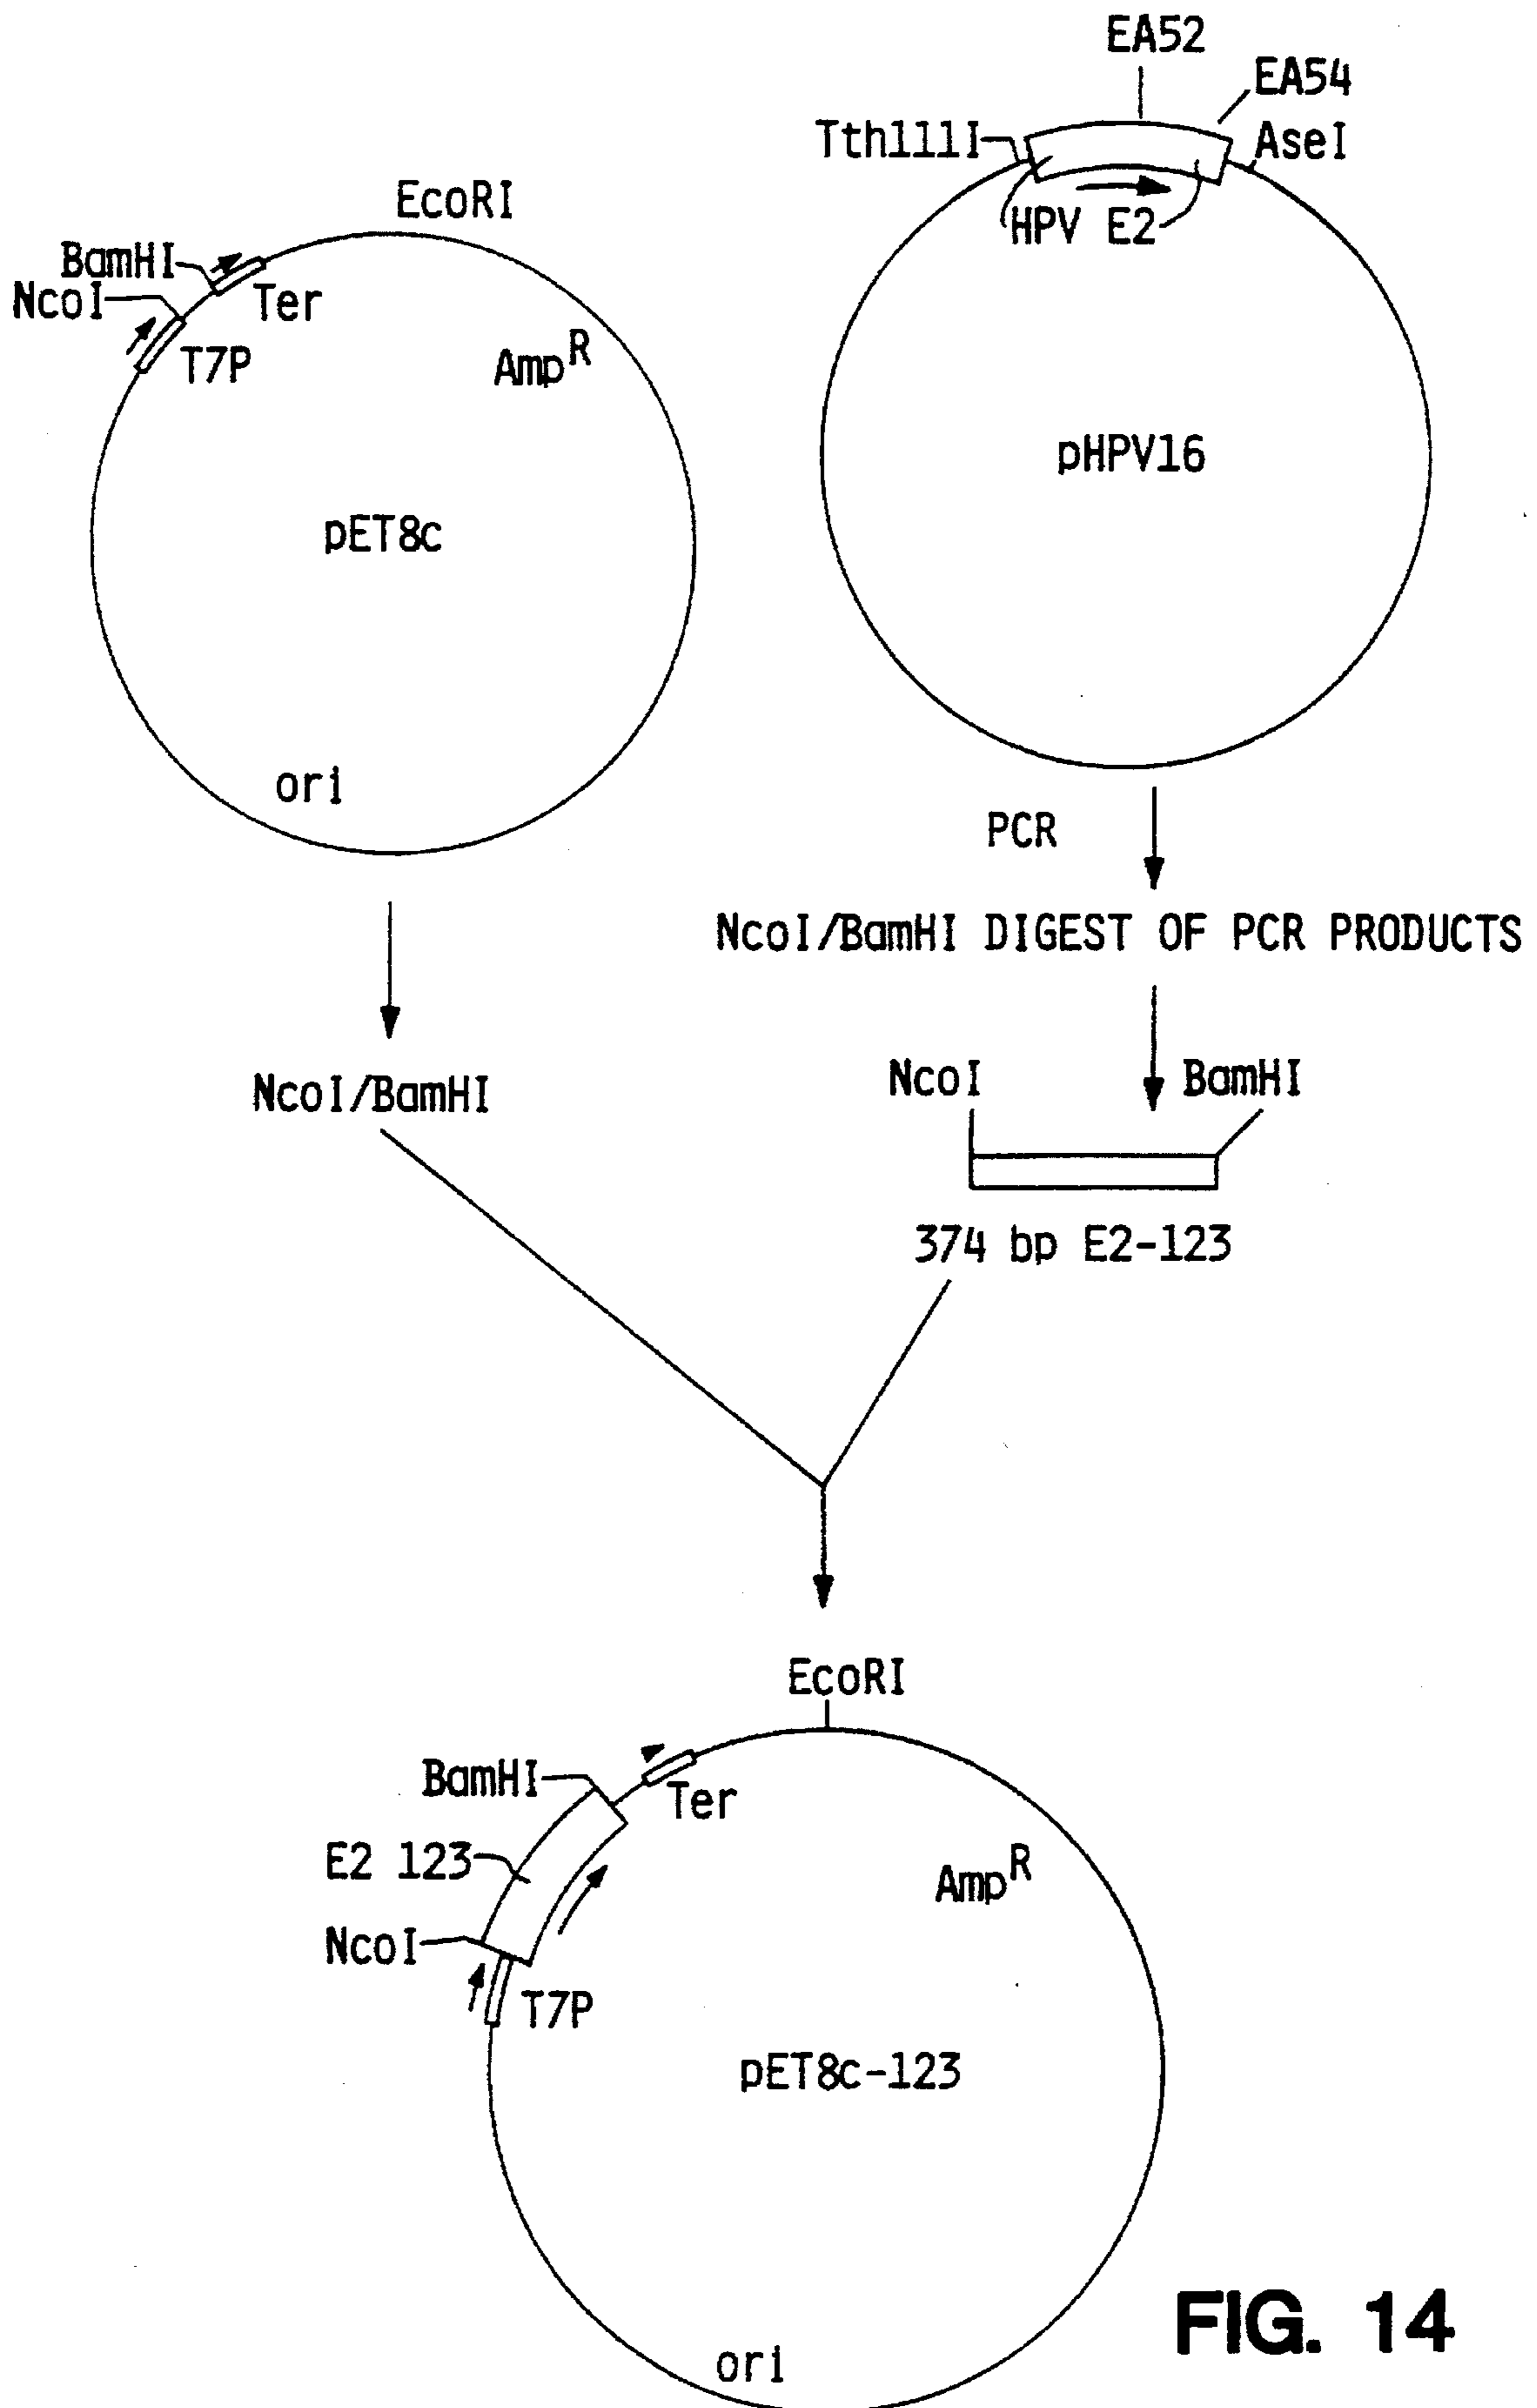 EA52
EA54
Tth111I
AseI
HPV E2
pHPV16
EcoRI
BamHI
NcoI
Ter
T7P
Amp^R
pET8c
ori
PCR
NcoI/BamHI DIGEST OF PCR PRODUCTS
NcoI/BamHI
NcoI
BamHI
374 bp E2-123
EcoRI
BamHI
Ter
E2 123
Amp^R
NcoI
T7P
pET8c-123
ori
FIG. 14